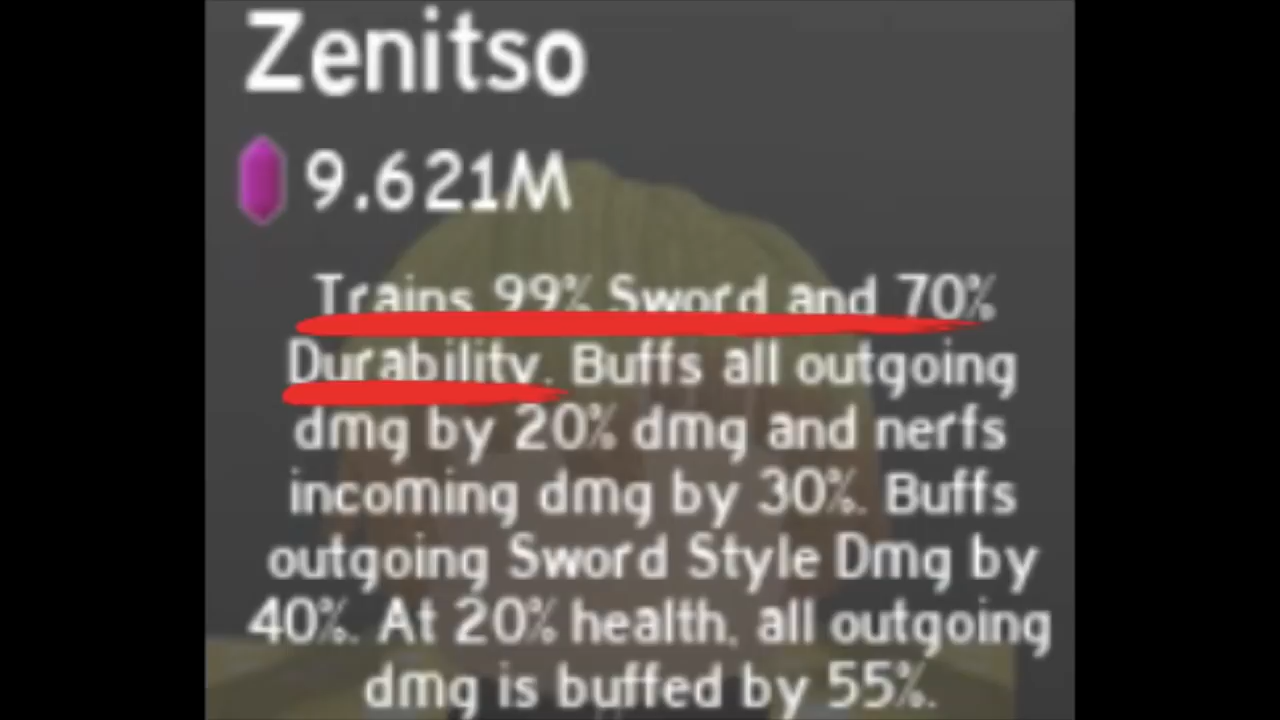 Zenitso
9.621M
Trains 99% Sword and 70%
Durability. Buffs all outgoing
dmg by 20% dmg and nerfs
incoming dmg by 30%. Buffs
outgoing Sword Style Dmg by
40%. At 20% health, all outgoing
dmg is buffed by 55%.